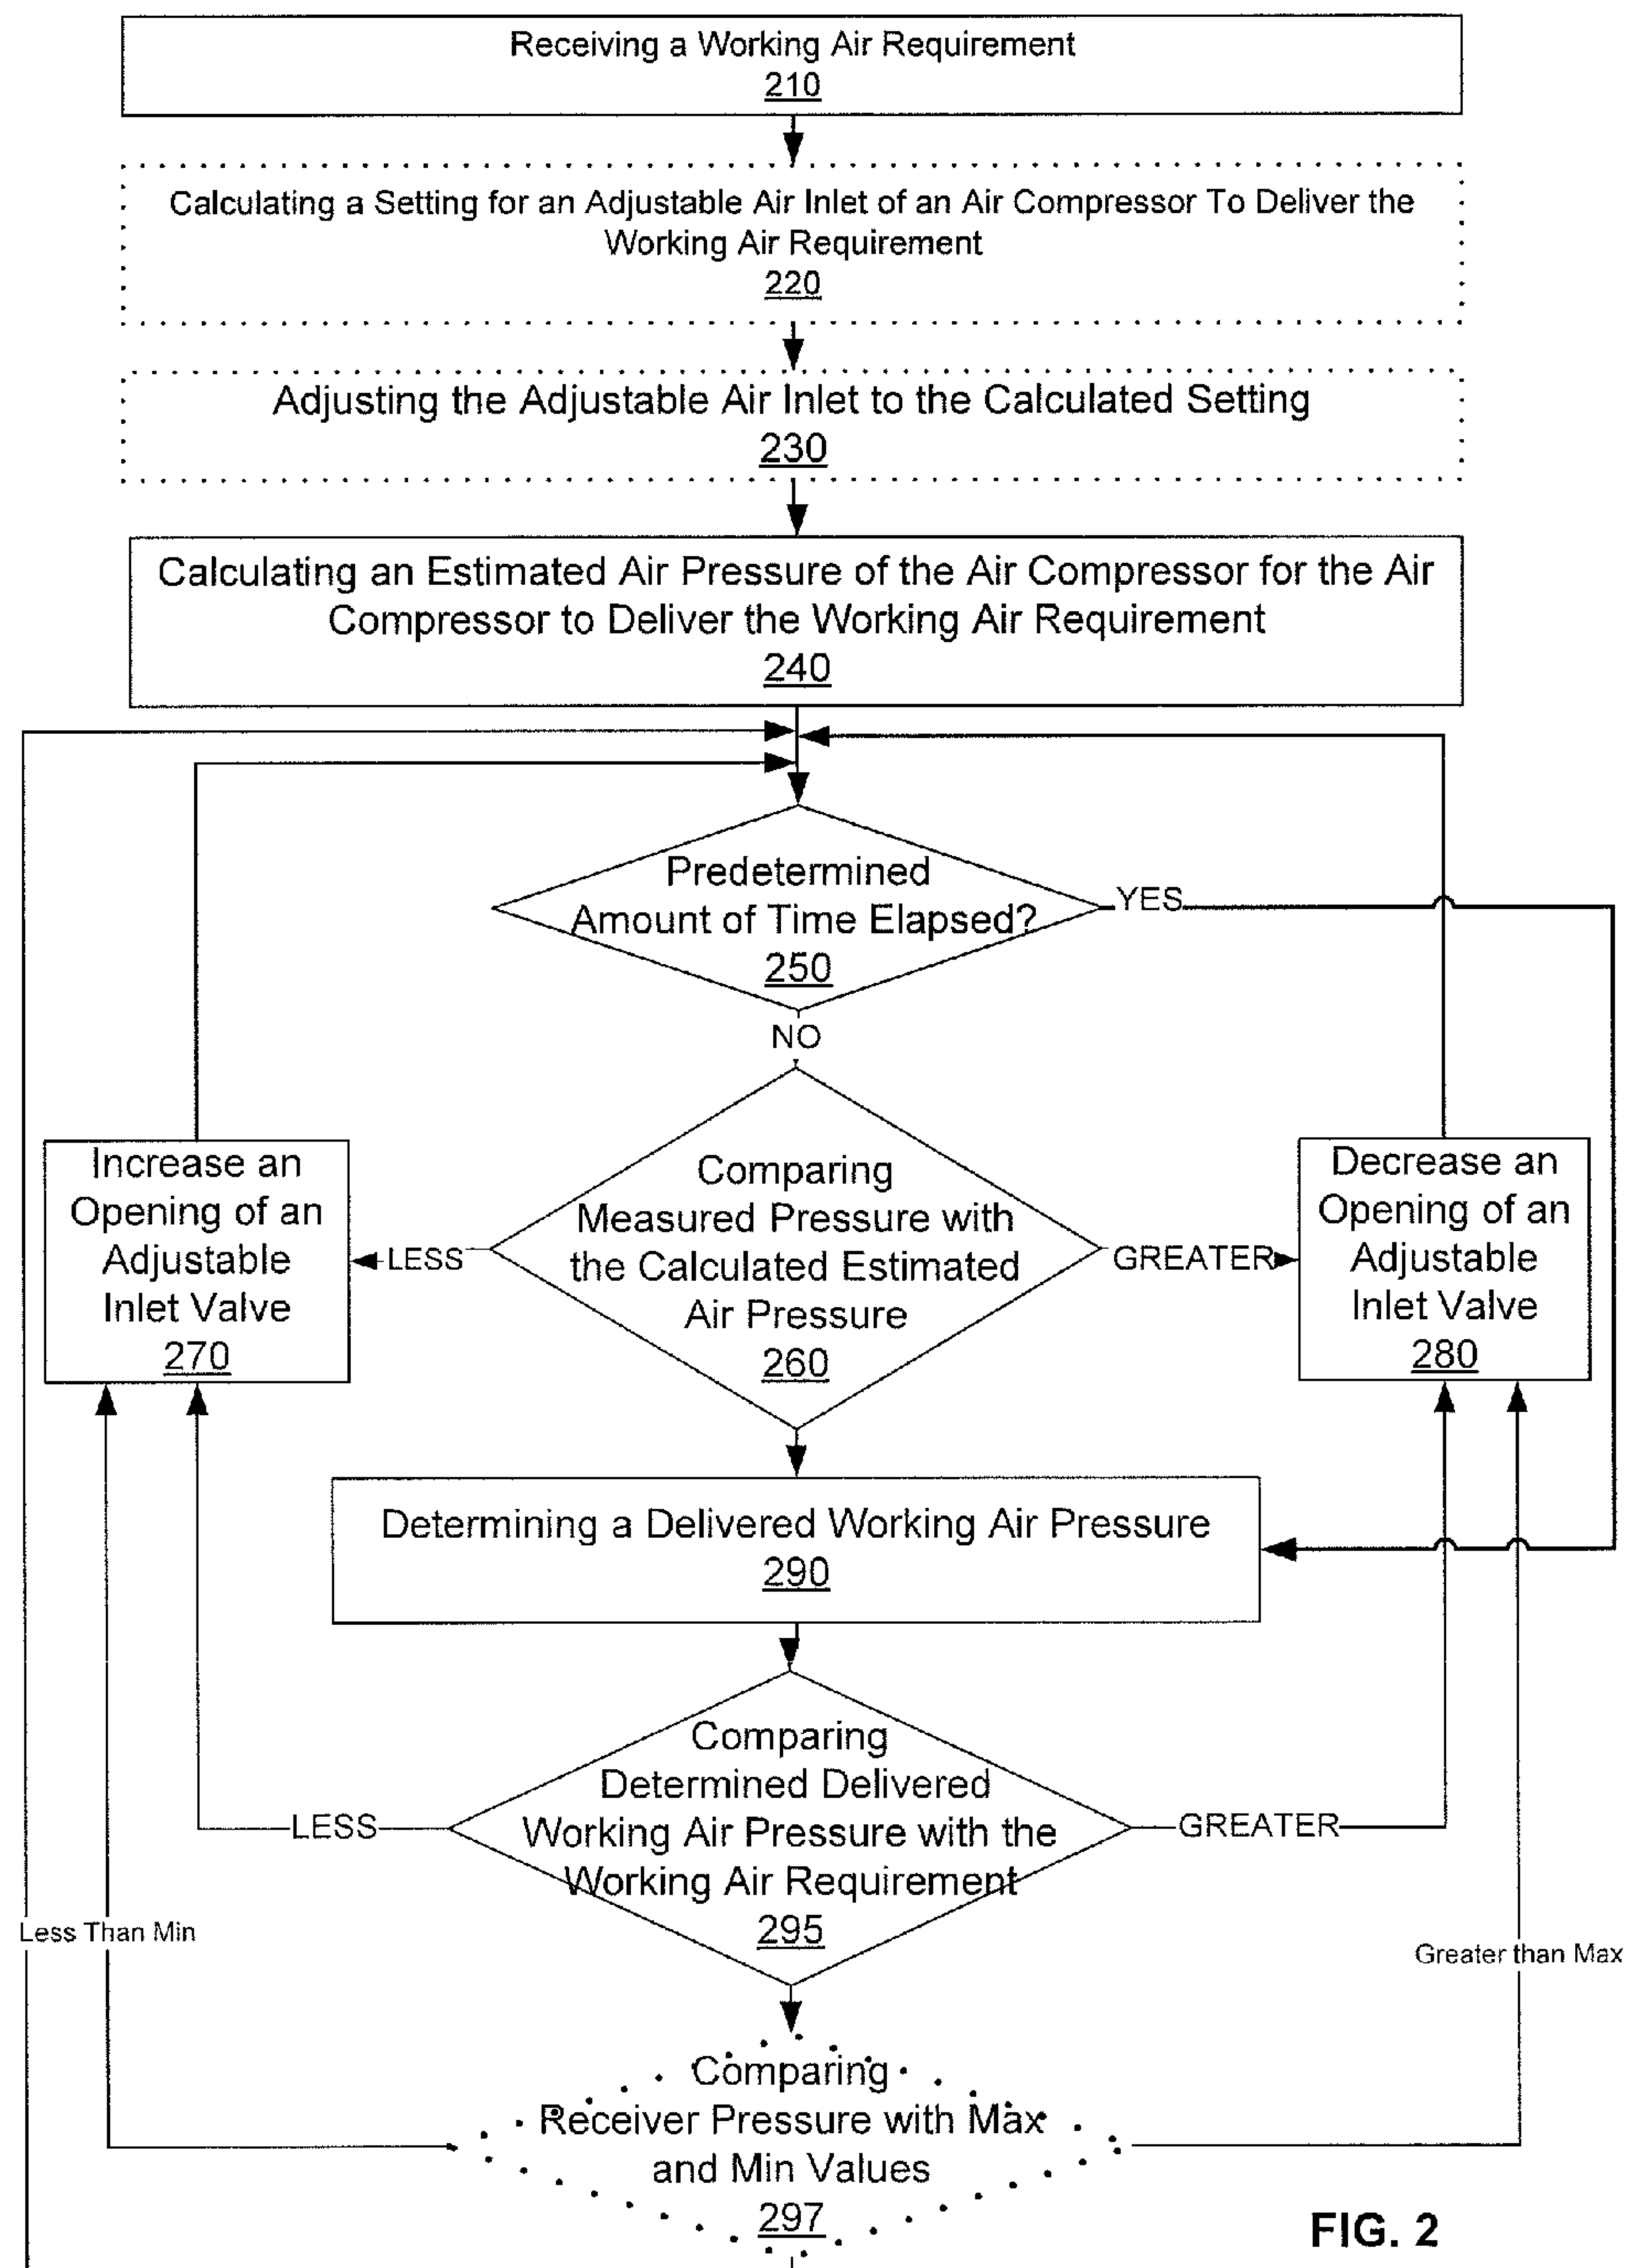 Receiving a Working Air Requirement
210
Calculating a Setting for an Adjustable Air Inlet of an Air Compressor To Deliver the
Working Air Requirement
220
Adjusting the Adjustable Air Inlet to the Calculated Setting
230
Calculating an Estimated Air Pressure of the Air Compressor for the Air
Compressor to Deliver the Working Air Requirement
240
Predetermined
Amount of Time Elapsed?
250
YES
NO
Increase an
Opening of an
Adjustable
Inlet Valve
270
LESS
Comparing
Measured Pressure with
the Calculated Estimated
Air Pressure
260
GREATER
Decrease an
Opening of an
Adjustable
Inlet Valve
280
Determining a Delivered Working Air Pressure
290
LESS
Comparing
Determined Delivered
Working Air Pressure with the
Working Air Requirement
295
GREATER
Less Than Min
Greater than Max
Comparing
Receiver Pressure with Max
and Min Values
297
FIG. 2